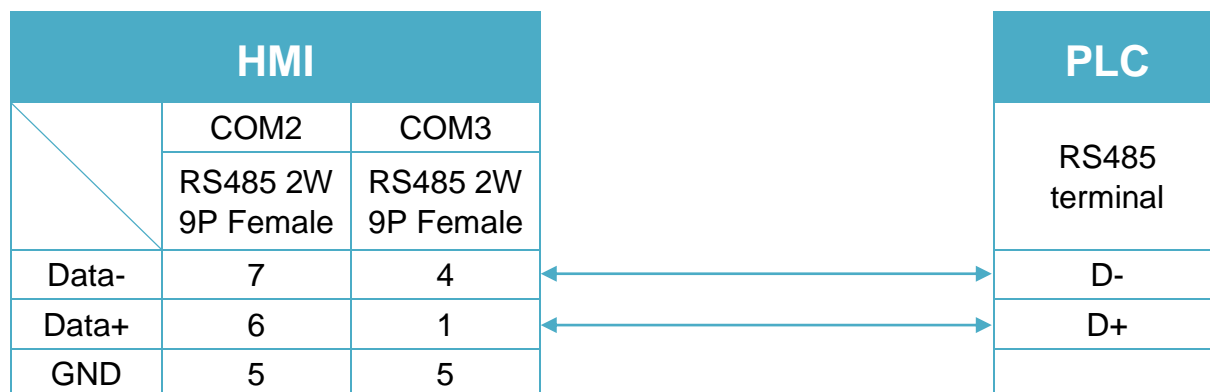 HMI PLC
COM2 COM3
RS485 2W RS485 2W RS485
9P Female 9P Female terminal
Data- 7 4 D-
Data+ 6 1 D+
GND 5 5